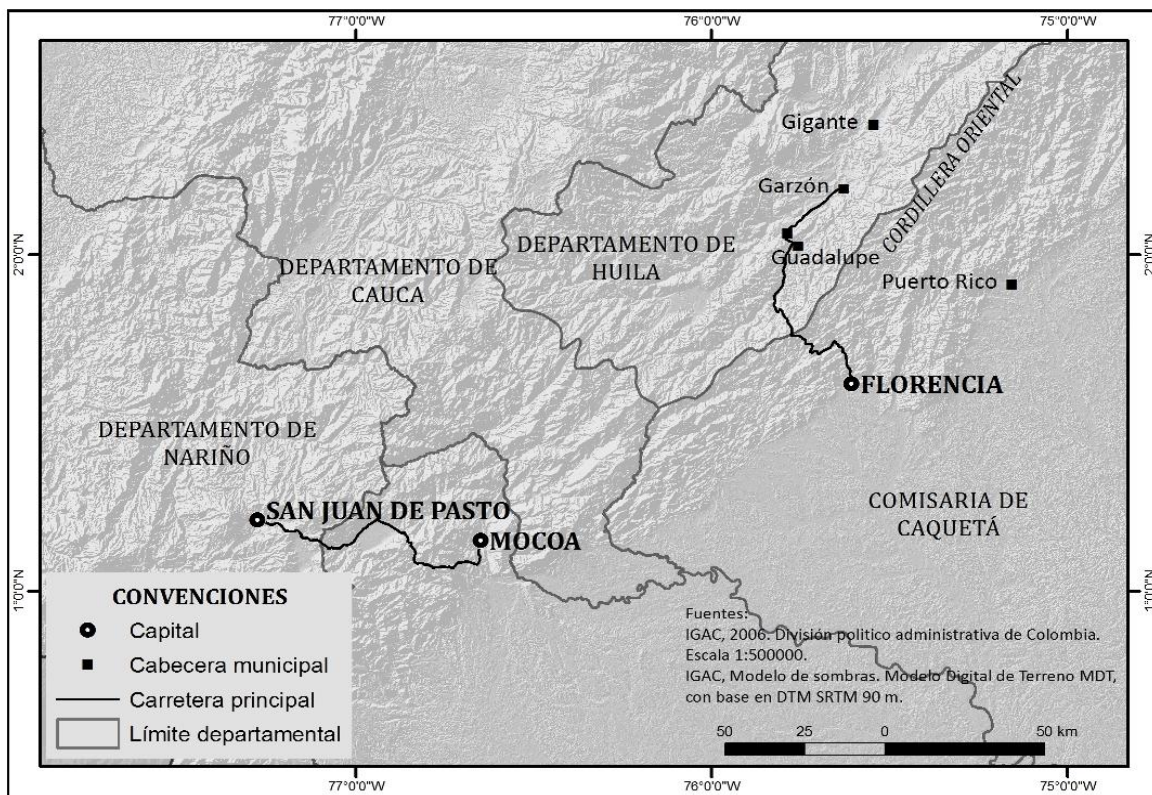 77°0'0"W
76°0'0"W
75°0'0"W
Gigante
CORDILLERA ORIENTAL
Garzón
2°0'0"N
2°0'0"N
DEPARTAMENTO DE
HUILA
Guadalupe
DEPARTAMENTO DE
CAUCA
Puerto Rico
FLORENCIA
DEPARTAMENTO DE
NARIÑO
COMISARIA DE
CAQUETÁ
SAN JUAN DE PASTO
MOCOA
1°0'0"N
1°0'0"N
CONVENCIONES
Capital
Cabecera municipal
Carretera principal
Límite departamental
Fuentes:
IGAC, 2006. División politico administrativa de Colombia.
Escala 1:500000.
IGAC, Modelo de sombras. Modelo Digital de Terreno MDT,
con base en DTM SRTM 90 m.
50 25 0 50 km
77°0'0"W
76°0'0"W
75°0'0"W